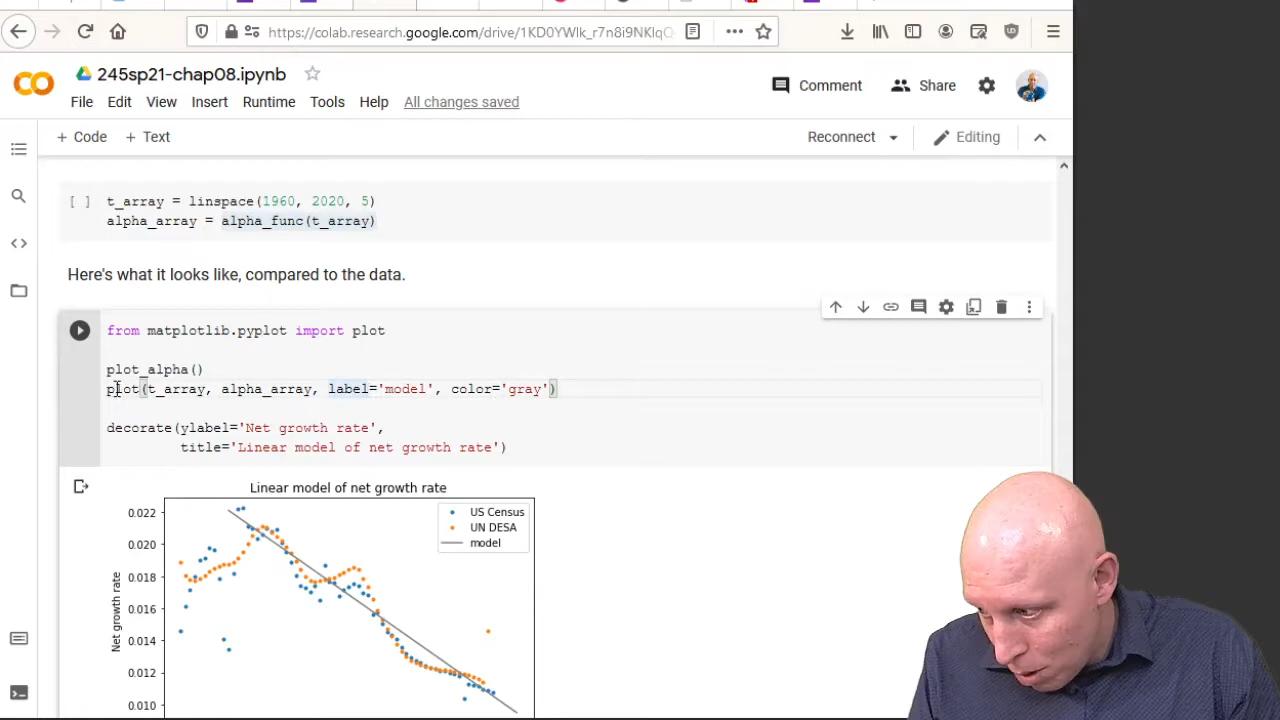 https://colab.research.google.com/drive/1KD0YWlk_r7n8i9NKlqO
CO
245sp21-chap08.ipynb
Comment
Share
File Edit View Insert Runtime Tools Help All changes saved
+ Code + Text
Reconnect
Editing
[ ] t_array = linspace(1960, 2020, 5)
alpha_array = alpha_func(t_array)
Here's what it looks like, compared to the data.
from matplotlib.pyplot import plot
plot_alpha()
plot(t_array, alpha_array, label='model', color='gray')
decorate(ylabel='Net growth rate',
title='Linear model of net growth rate')
Linear model of net growth rate
0.022
0.020
0.018
0.016
0.014
0.012
0.010
Net growth rate
US Census
UN DESA
model